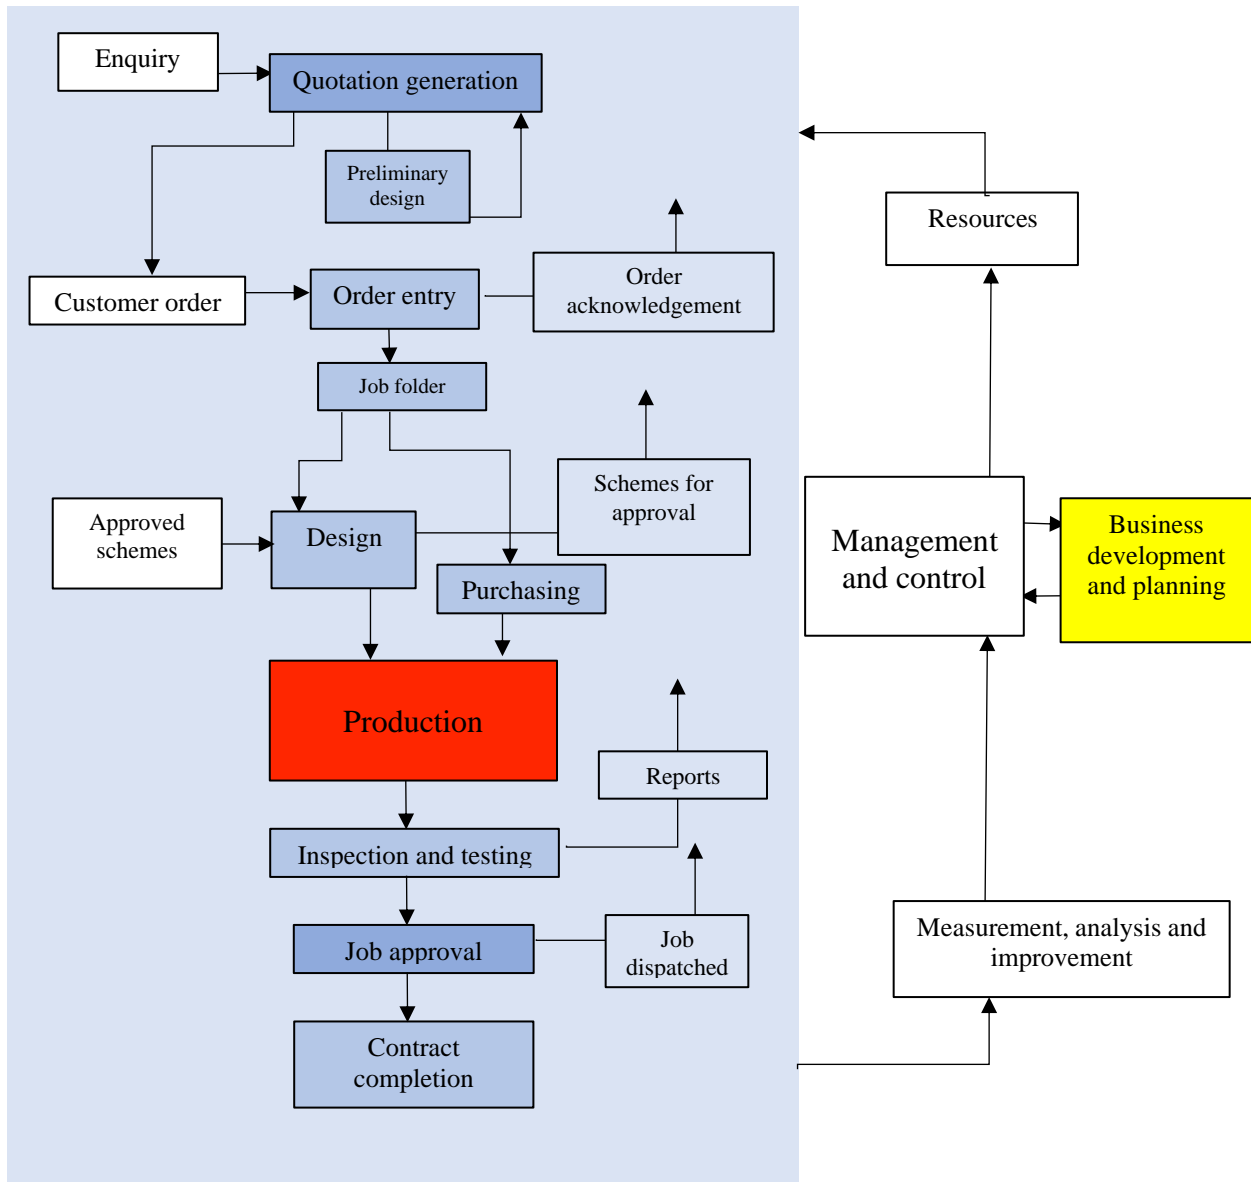 Enquiry
Quotation generation
Preliminary
design
Resources
Customer order
Order entry
Order
acknowledgement
Job folder
Approved
schemes
Design
Schemes for
approval
Purchasing
Management
and control
Business
development
and planning
Production
Reports
Inspection and testing
Job approval
Job
dispatched
Measurement, analysis and
improvement
Contract
completion